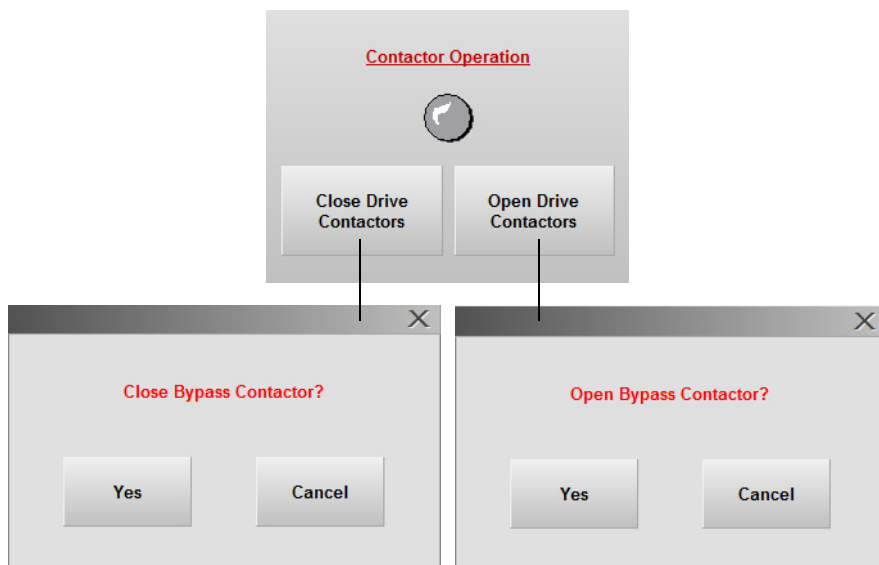 Contactor Operation
Close Drive
Contactors
Open Drive
Contactors
Close Bypass Contactor?
Yes
Cancel
Open Bypass Contactor?
Yes
Cancel